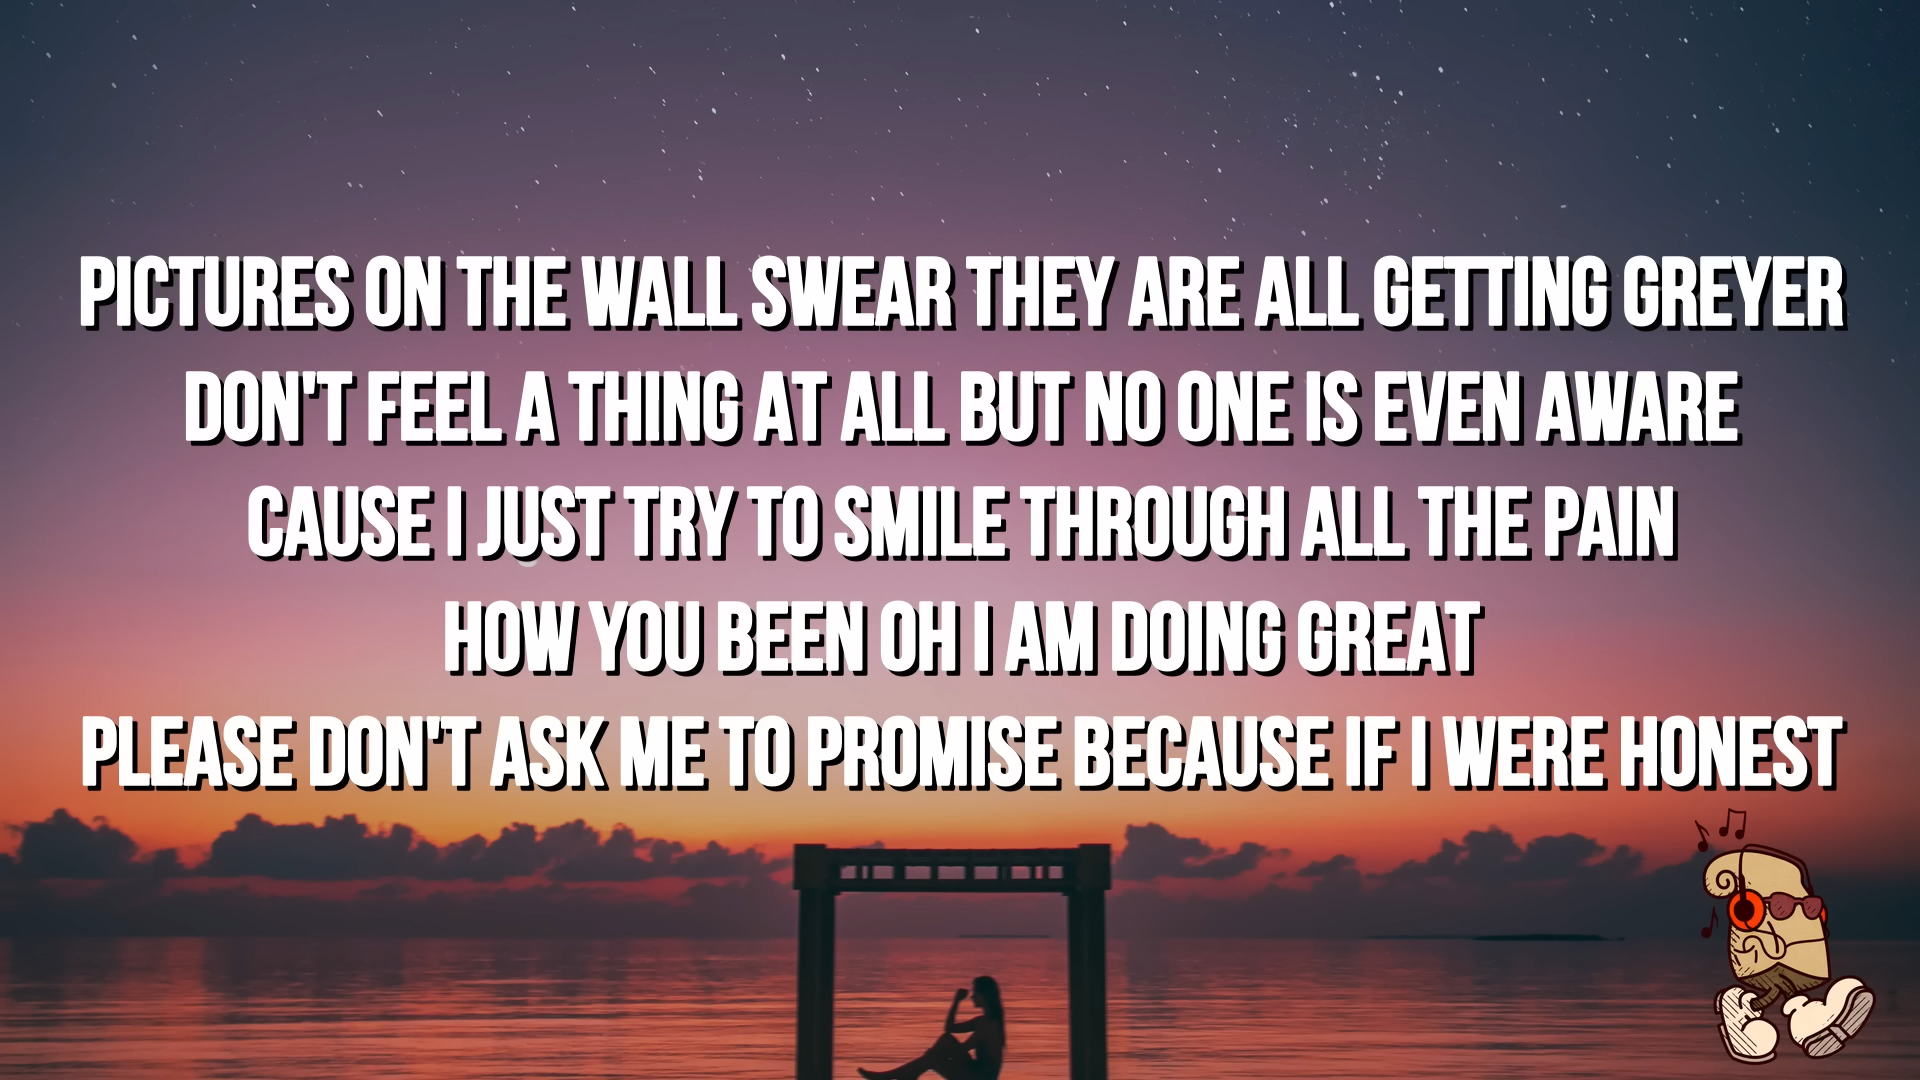 PICTURES ON THE WALL SWEAR THEY ARE ALL GETTING GREYER
DON'T FEEL A THING AT ALL BUT NO ONE IS EVEN AWARE
CAUSE I JUST TRY TO SMILE THROUGH ALL THE PAIN
HOW YOU BEEN OH I AM DOING GREAT
PLEASE DON'T ASK ME TO PROMISE BECAUSE IF I WERE HONEST